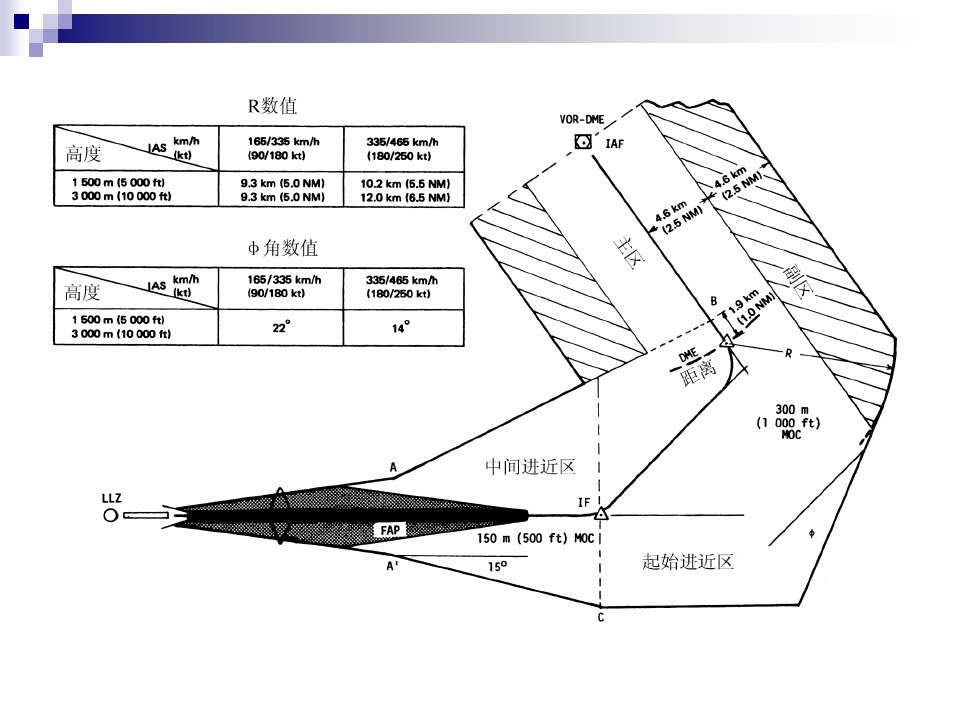 R数值
高度 IAS km/h (kt)
165/335 km/h (90/180 kt)
335/465 km/h (180/250 kt)
1 500 m (5 000 ft) 9.3 km (5.0 NM) 10.2 km (5.5 NM)
3 000 m (10 000 ft) 9.3 km (5.0 NM) 12.0 km (6.5 NM)
φ角数值
高度 IAS km/h (kt)
165/335 km/h (90/180 kt)
335/465 km/h (180/250 kt)
1 500 m (5 000 ft)
3 000 m (10 000 ft)
22°
14°
VOR-DME
IAF
4.6 km
(2.5 NM)
4.6 km
(2.5 NM)
主区
副区
B
1.9 km
(1.0 NM)
DME
距离
R
300 m
(1 000 ft)
MOC
A
中间进近区
LLZ
IF
FAP
150 m (500 ft) MOC
φ
A'
15°
起始进近区
C